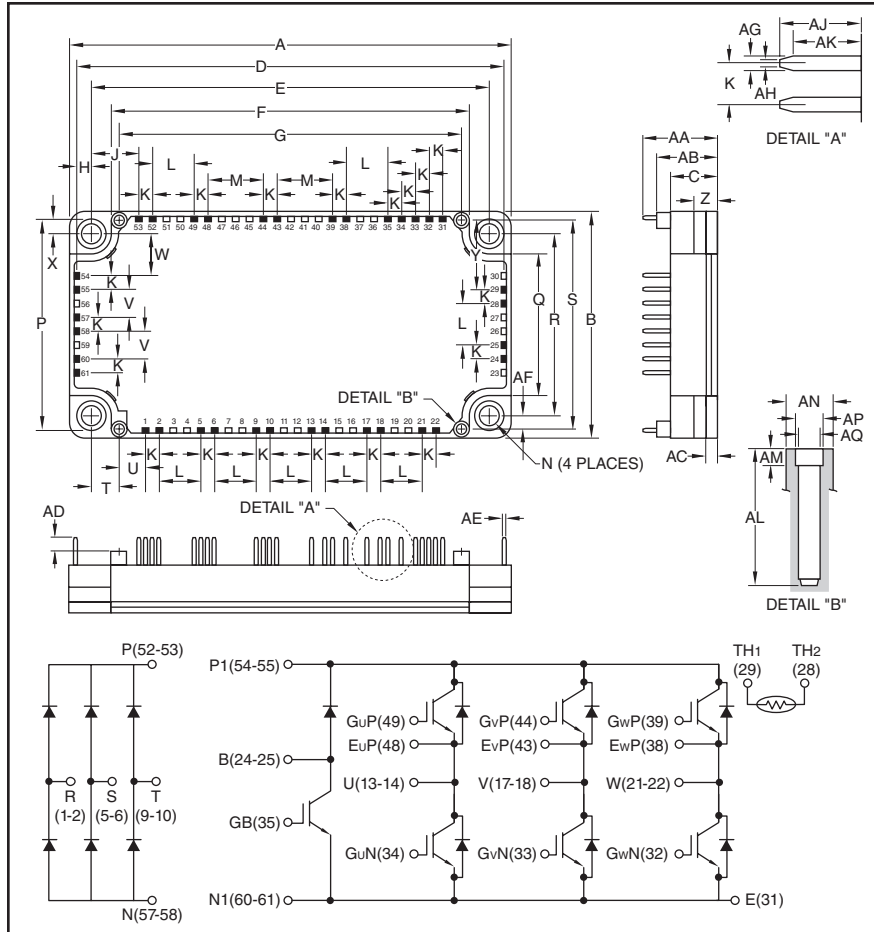 A
D
E
F
G
H
J
L
M
M
L
K
K
K
K
K
K
K
53 52 51 50 49 48 47 46 45 44 43 42 41 40 39 38 37 36 35 34 33 32 31
X
W
Y
P
54
55
56
57
58
59
60
61
K
V
K
V
K
30
29
28
27
26
25
24
23
K
L
K
Q
R
S
B
AF
DETAIL "B"
1 2 3 4 5 6 7 8 9 10 11 12 13 14 15 16 17 18 19 20 21 22
N (4 PLACES)
K K K K K K
U L L L L L
T
AG
AJ
AK
K
AH
DETAIL "A"
AA
AB
C
Z
AC
AN
AP
AQ
AM
AL
DETAIL "B"
AD
DETAIL "A"
AE
P(52-53)
R
(1-2)
S
(5-6)
T
(9-10)
N(57-58)
P1(54-55)
B(24-25)
GB(35)
N1(60-61)
GUP(49)
EUP(48)
U(13-14)
GUN(34)
GVP(44)
EVP(43)
V(17-18)
GVN(33)
GWP(39)
EWP(38)
W(21-22)
GWN(32)
E(31)
TH1
(29)
TH2
(28)